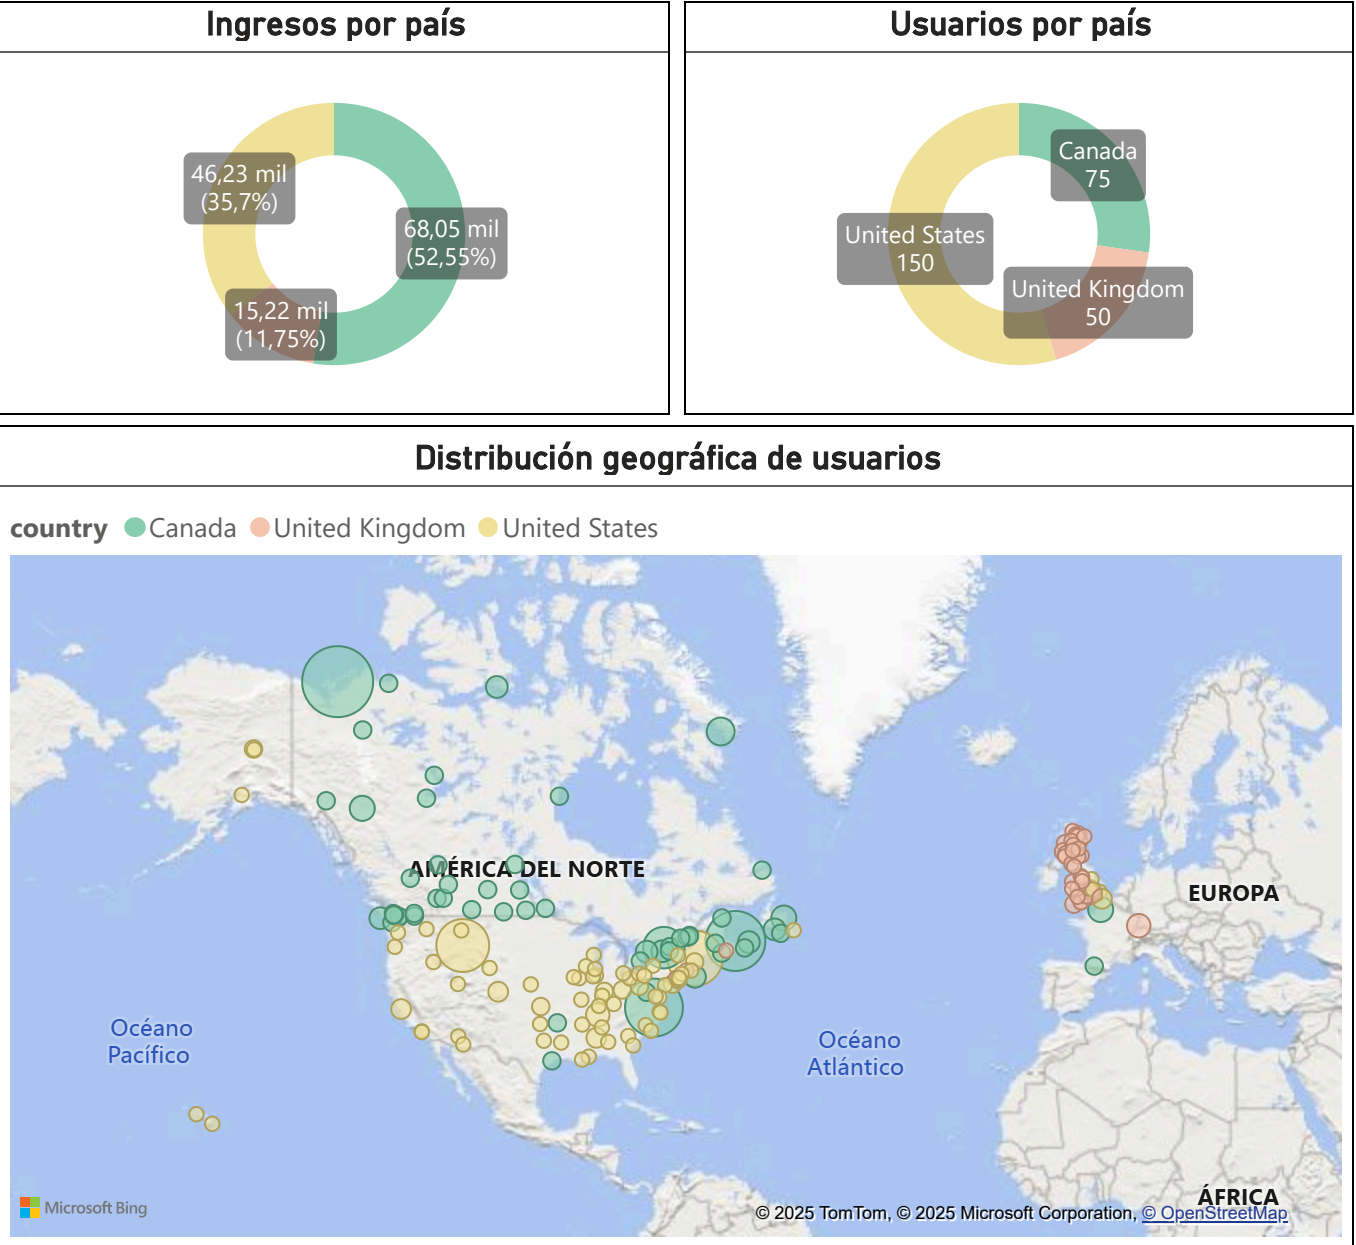 Ingresos por país
46,23 mil
(35,7%)
68,05 mil
(52,55%)
15,22 mil
(11,75%)
Usuarios por país
Canada
75
United States
150
United Kingdom
50
Distribución geográfica de usuarios
country Canada United Kingdom United States
AMÉRICA DEL NORTE
EUROPA
Océano
Pacífico
Océano
Atlántico
ÁFRICA
Microsoft Bing
© 2025 TomTom, © 2025 Microsoft Corporation, © OpenStreetMap